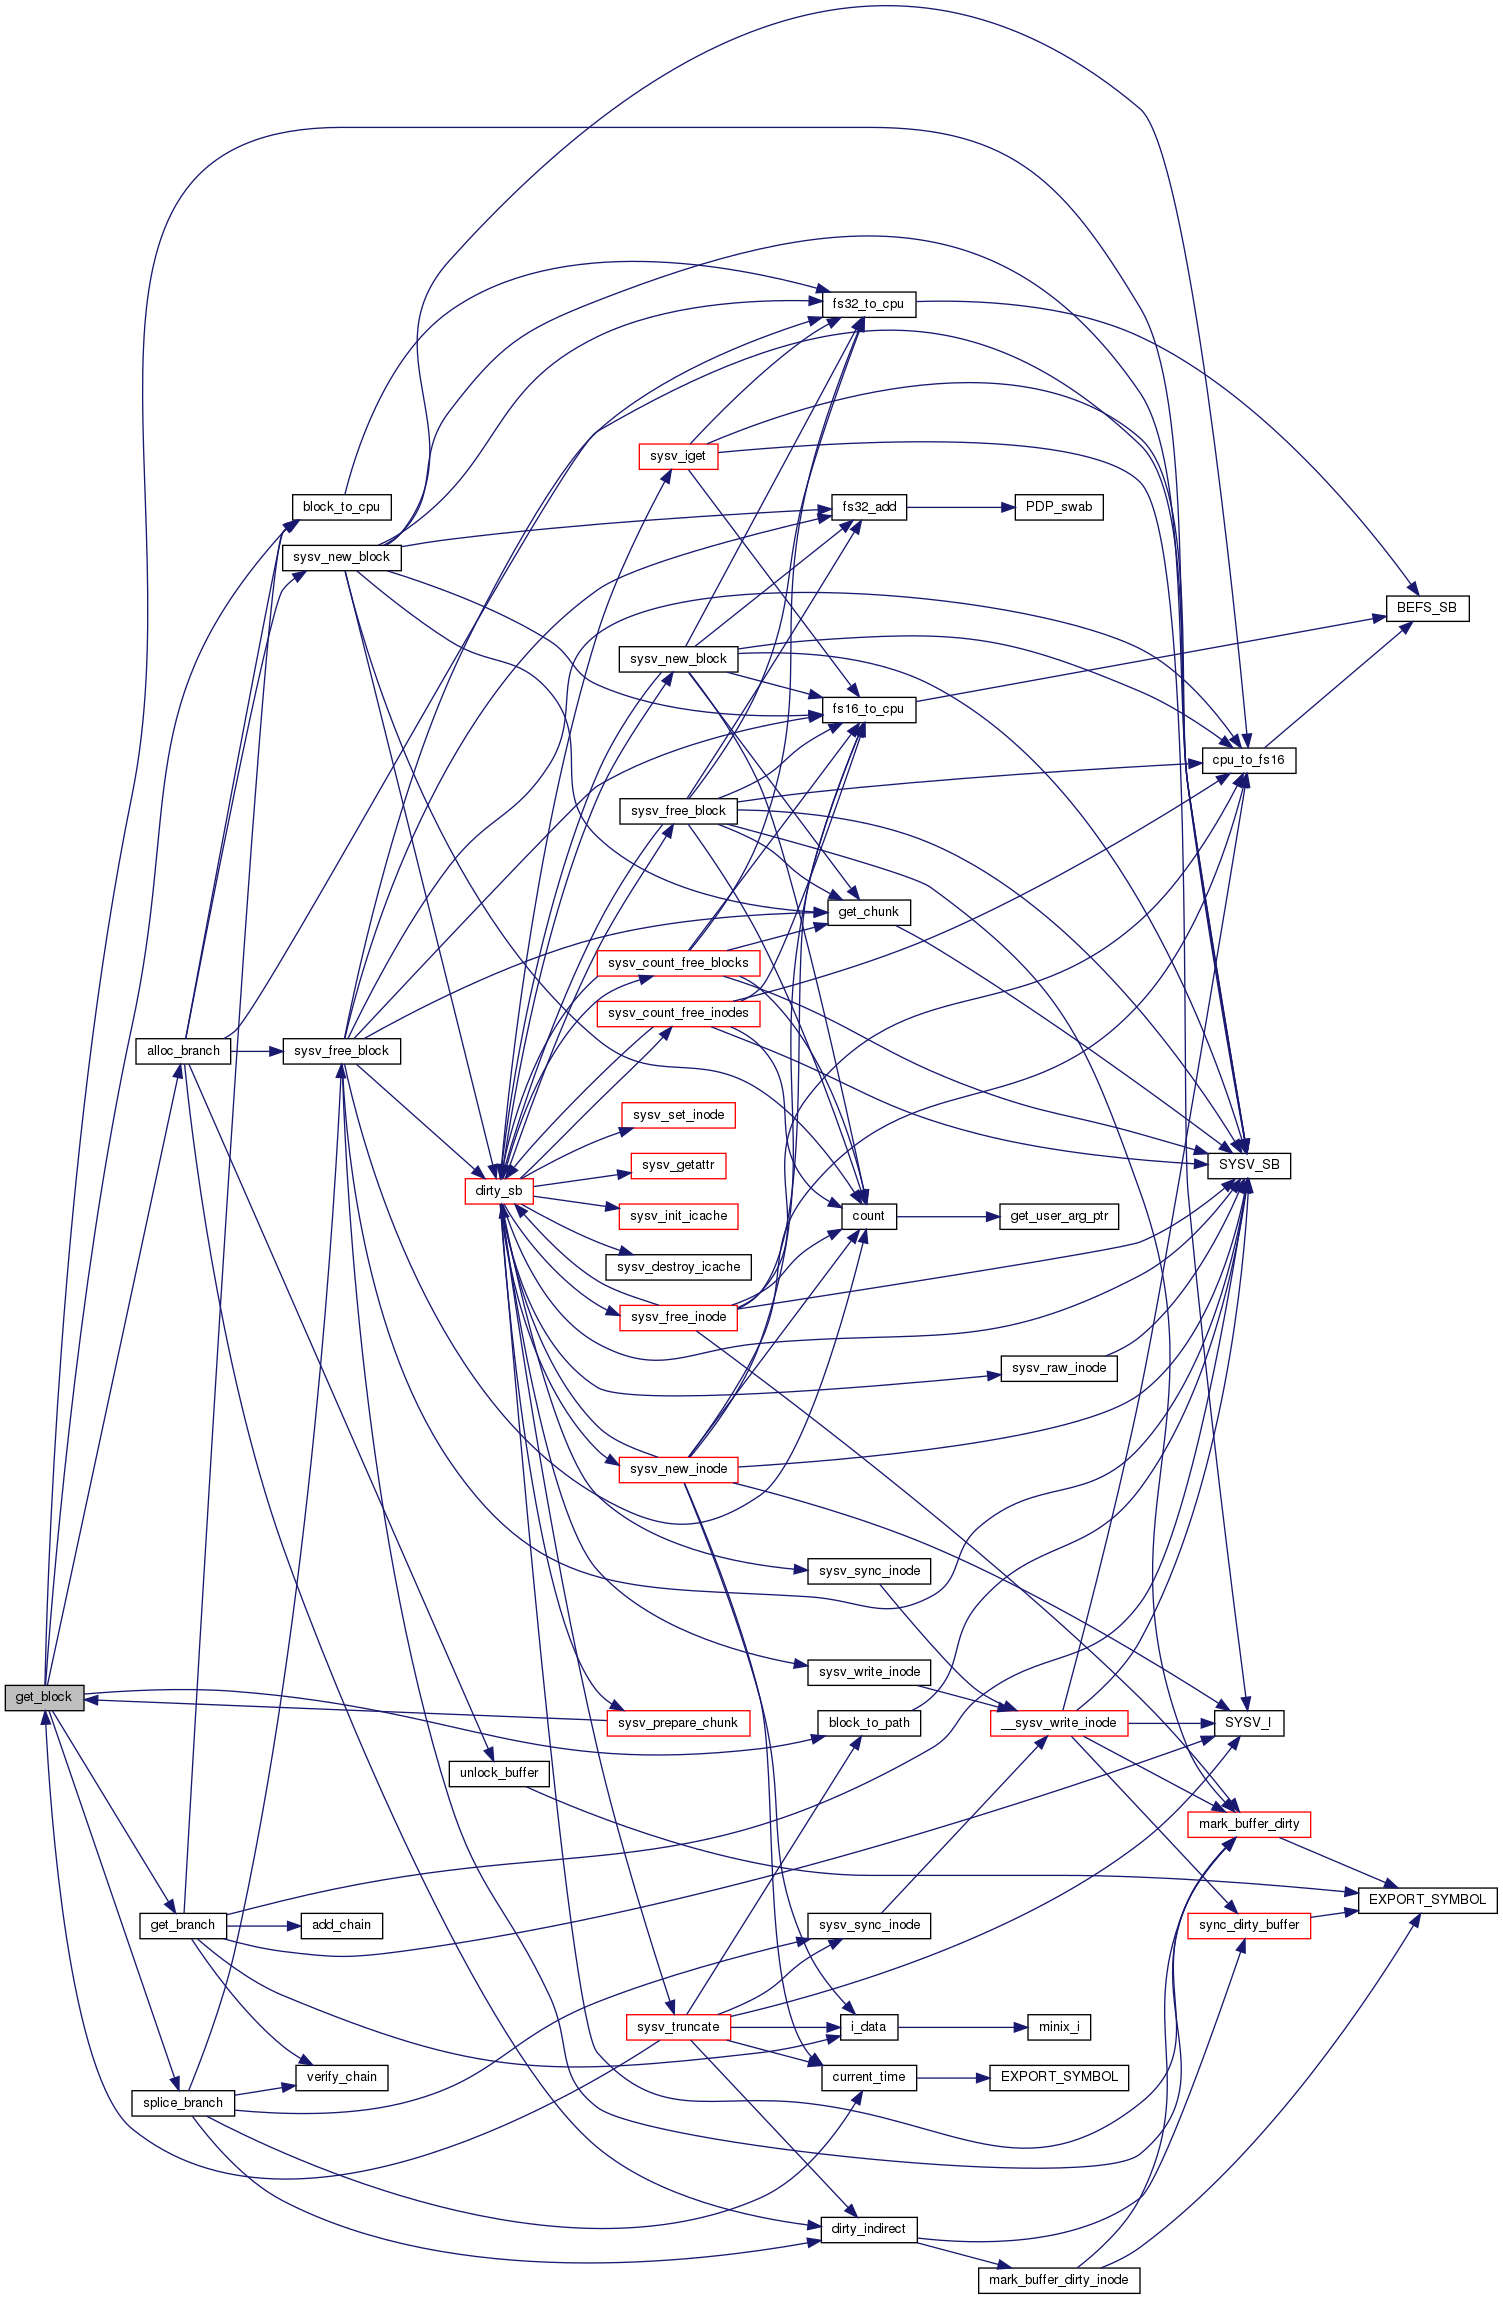 fs32_to_cpu
sysv_iget
block_to_cpu
fs32_add
PDP_swab
sysv_new_block
BEFS_SB
sysv_new_block
fs16_to_cpu
cpu_to_fs16
sysv_free_block
get_chunk
sysv_count_free_blocks
sysv_count_free_inodes
alloc_branch
sysv_free_block
sysv_set_inode
sysv_getattr
SYSV_SB
dirty_sb
sysv_init_icache
count
get_user_arg_ptr
sysv_destroy_icache
sysv_free_inode
sysv_raw_inode
sysv_new_inode
sysv_sync_inode
sysv_write_inode
get_block
sysv_prepare_chunk
block_to_path
__sysv_write_inode
SYSV_I
unlock_buffer
mark_buffer_dirty
EXPORT_SYMBOL
get_branch
add_chain
sysv_sync_inode
sync_dirty_buffer
sysv_truncate
i_data
minix_i
verify_chain
current_time
EXPORT_SYMBOL
splice_branch
dirty_indirect
mark_buffer_dirty_inode